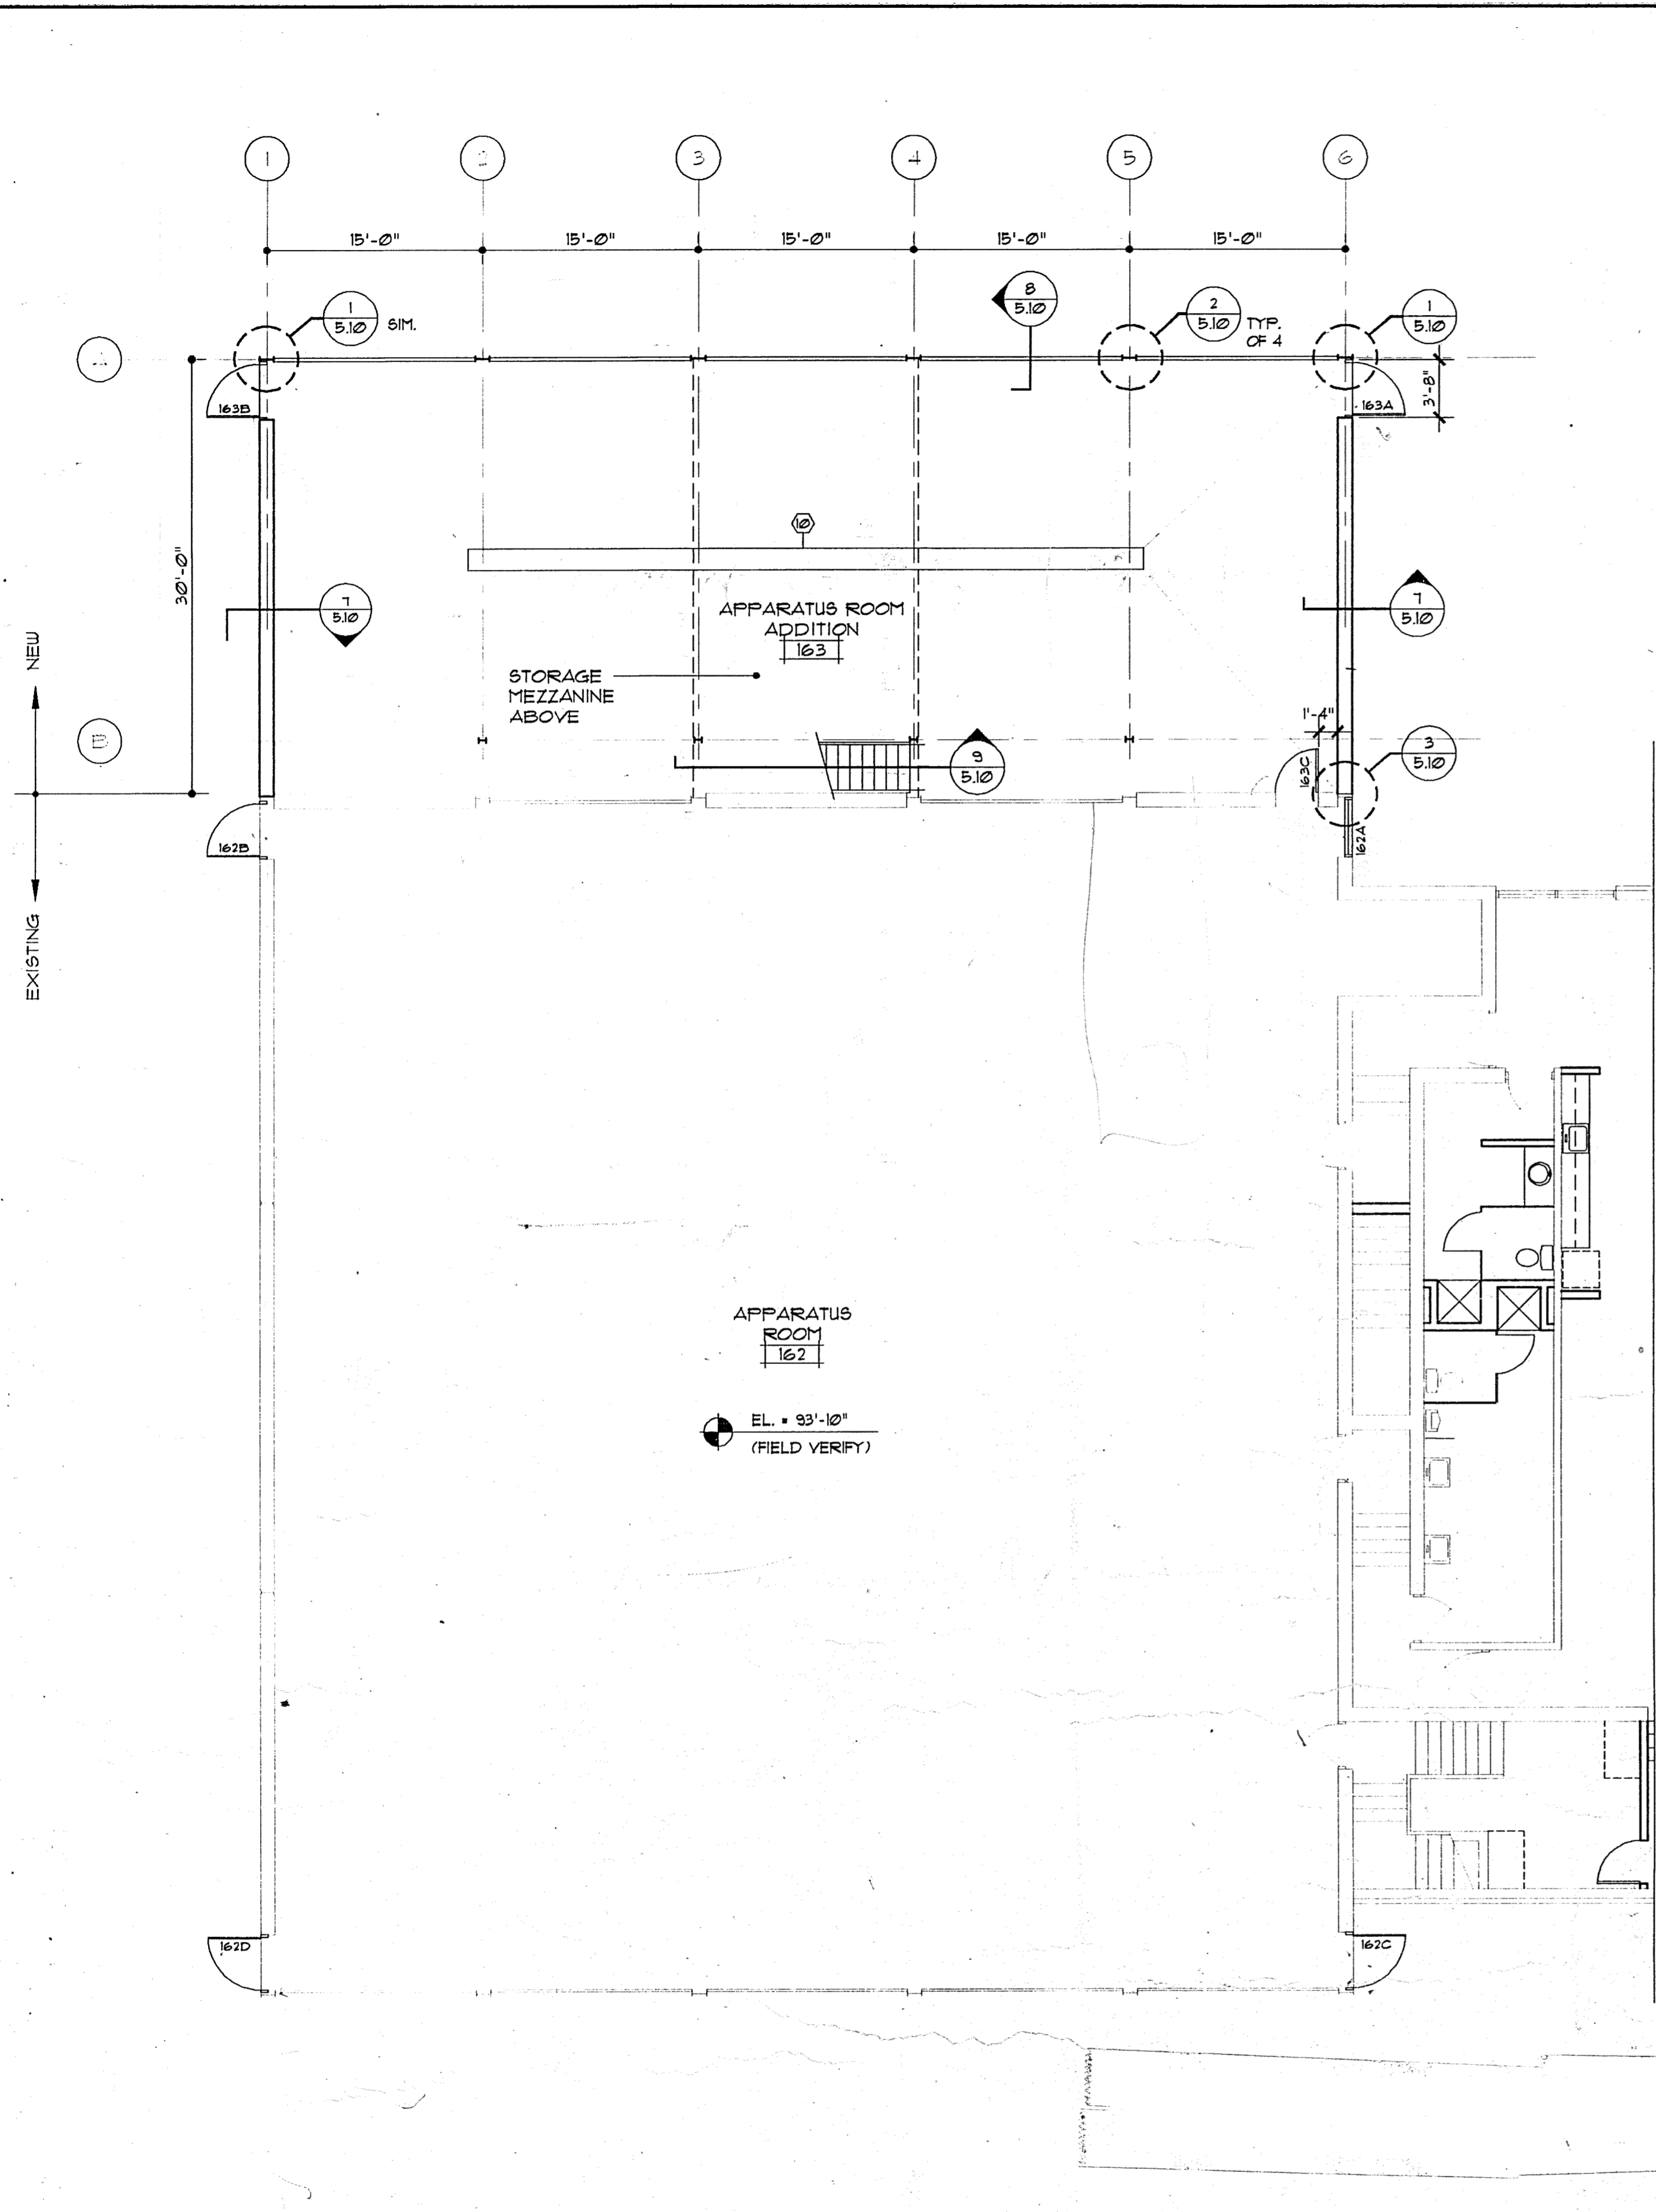 1
2
3
4
5
6
15'-0"
15'-0"
15'-0"
15'-0"
15'-0"
8
5.10
1
5.10
SIM.
2
5.10
TYP.
OF 4
1
5.10
A
3'-8"
163B
163A
10
30'-0"
7
5.10
7
5.10
APPARATUS ROOM
ADDITION
163
STORAGE
MEZZANINE
ABOVE
NEW
EXISTING
B
1'-4"
3
5.10
9
5.10
163C
162B
162A
APPARATUS
ROOM
162
EL. = 93'-10"
(FIELD VERIFY)
162D
162C